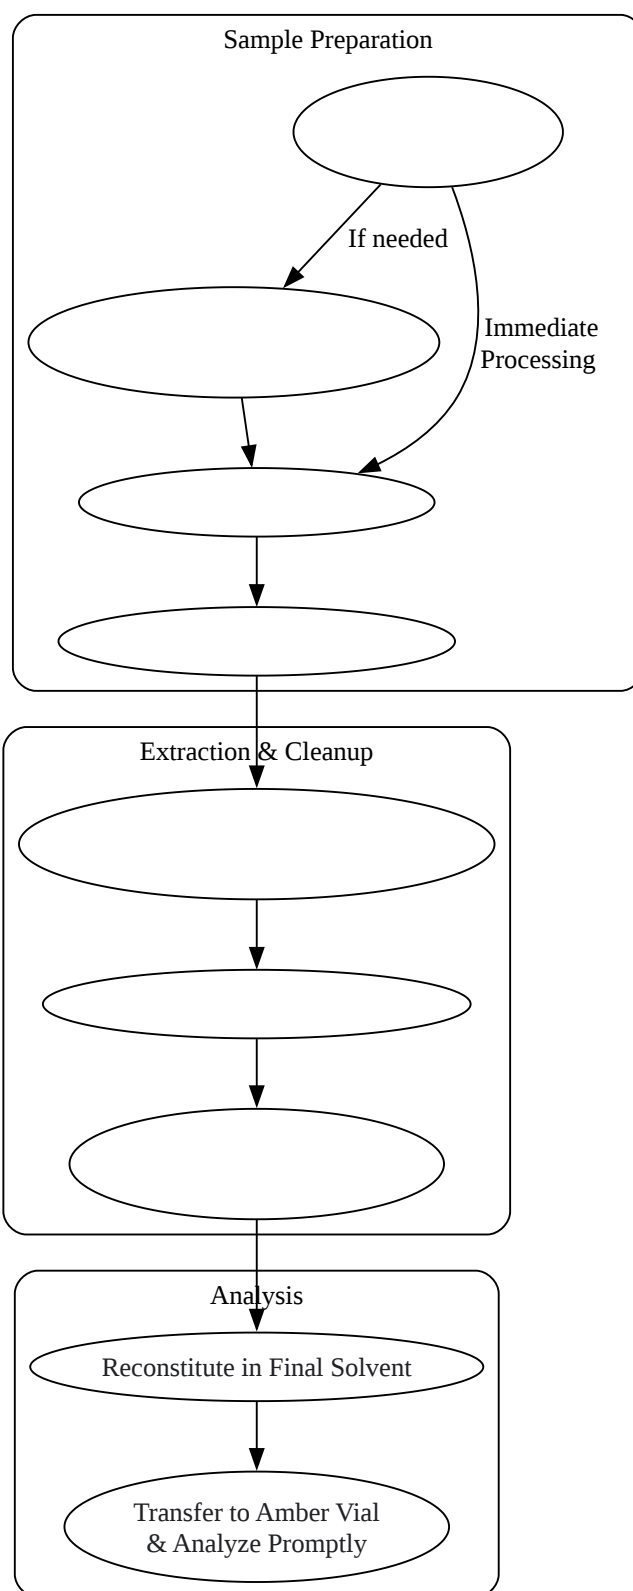 Sample Preparation
If needed
Immediate
Processing
Extraction & Cleanup
Analysis
Reconstitute in Final Solvent
Transfer to Amber Vial
& Analyze Promptly